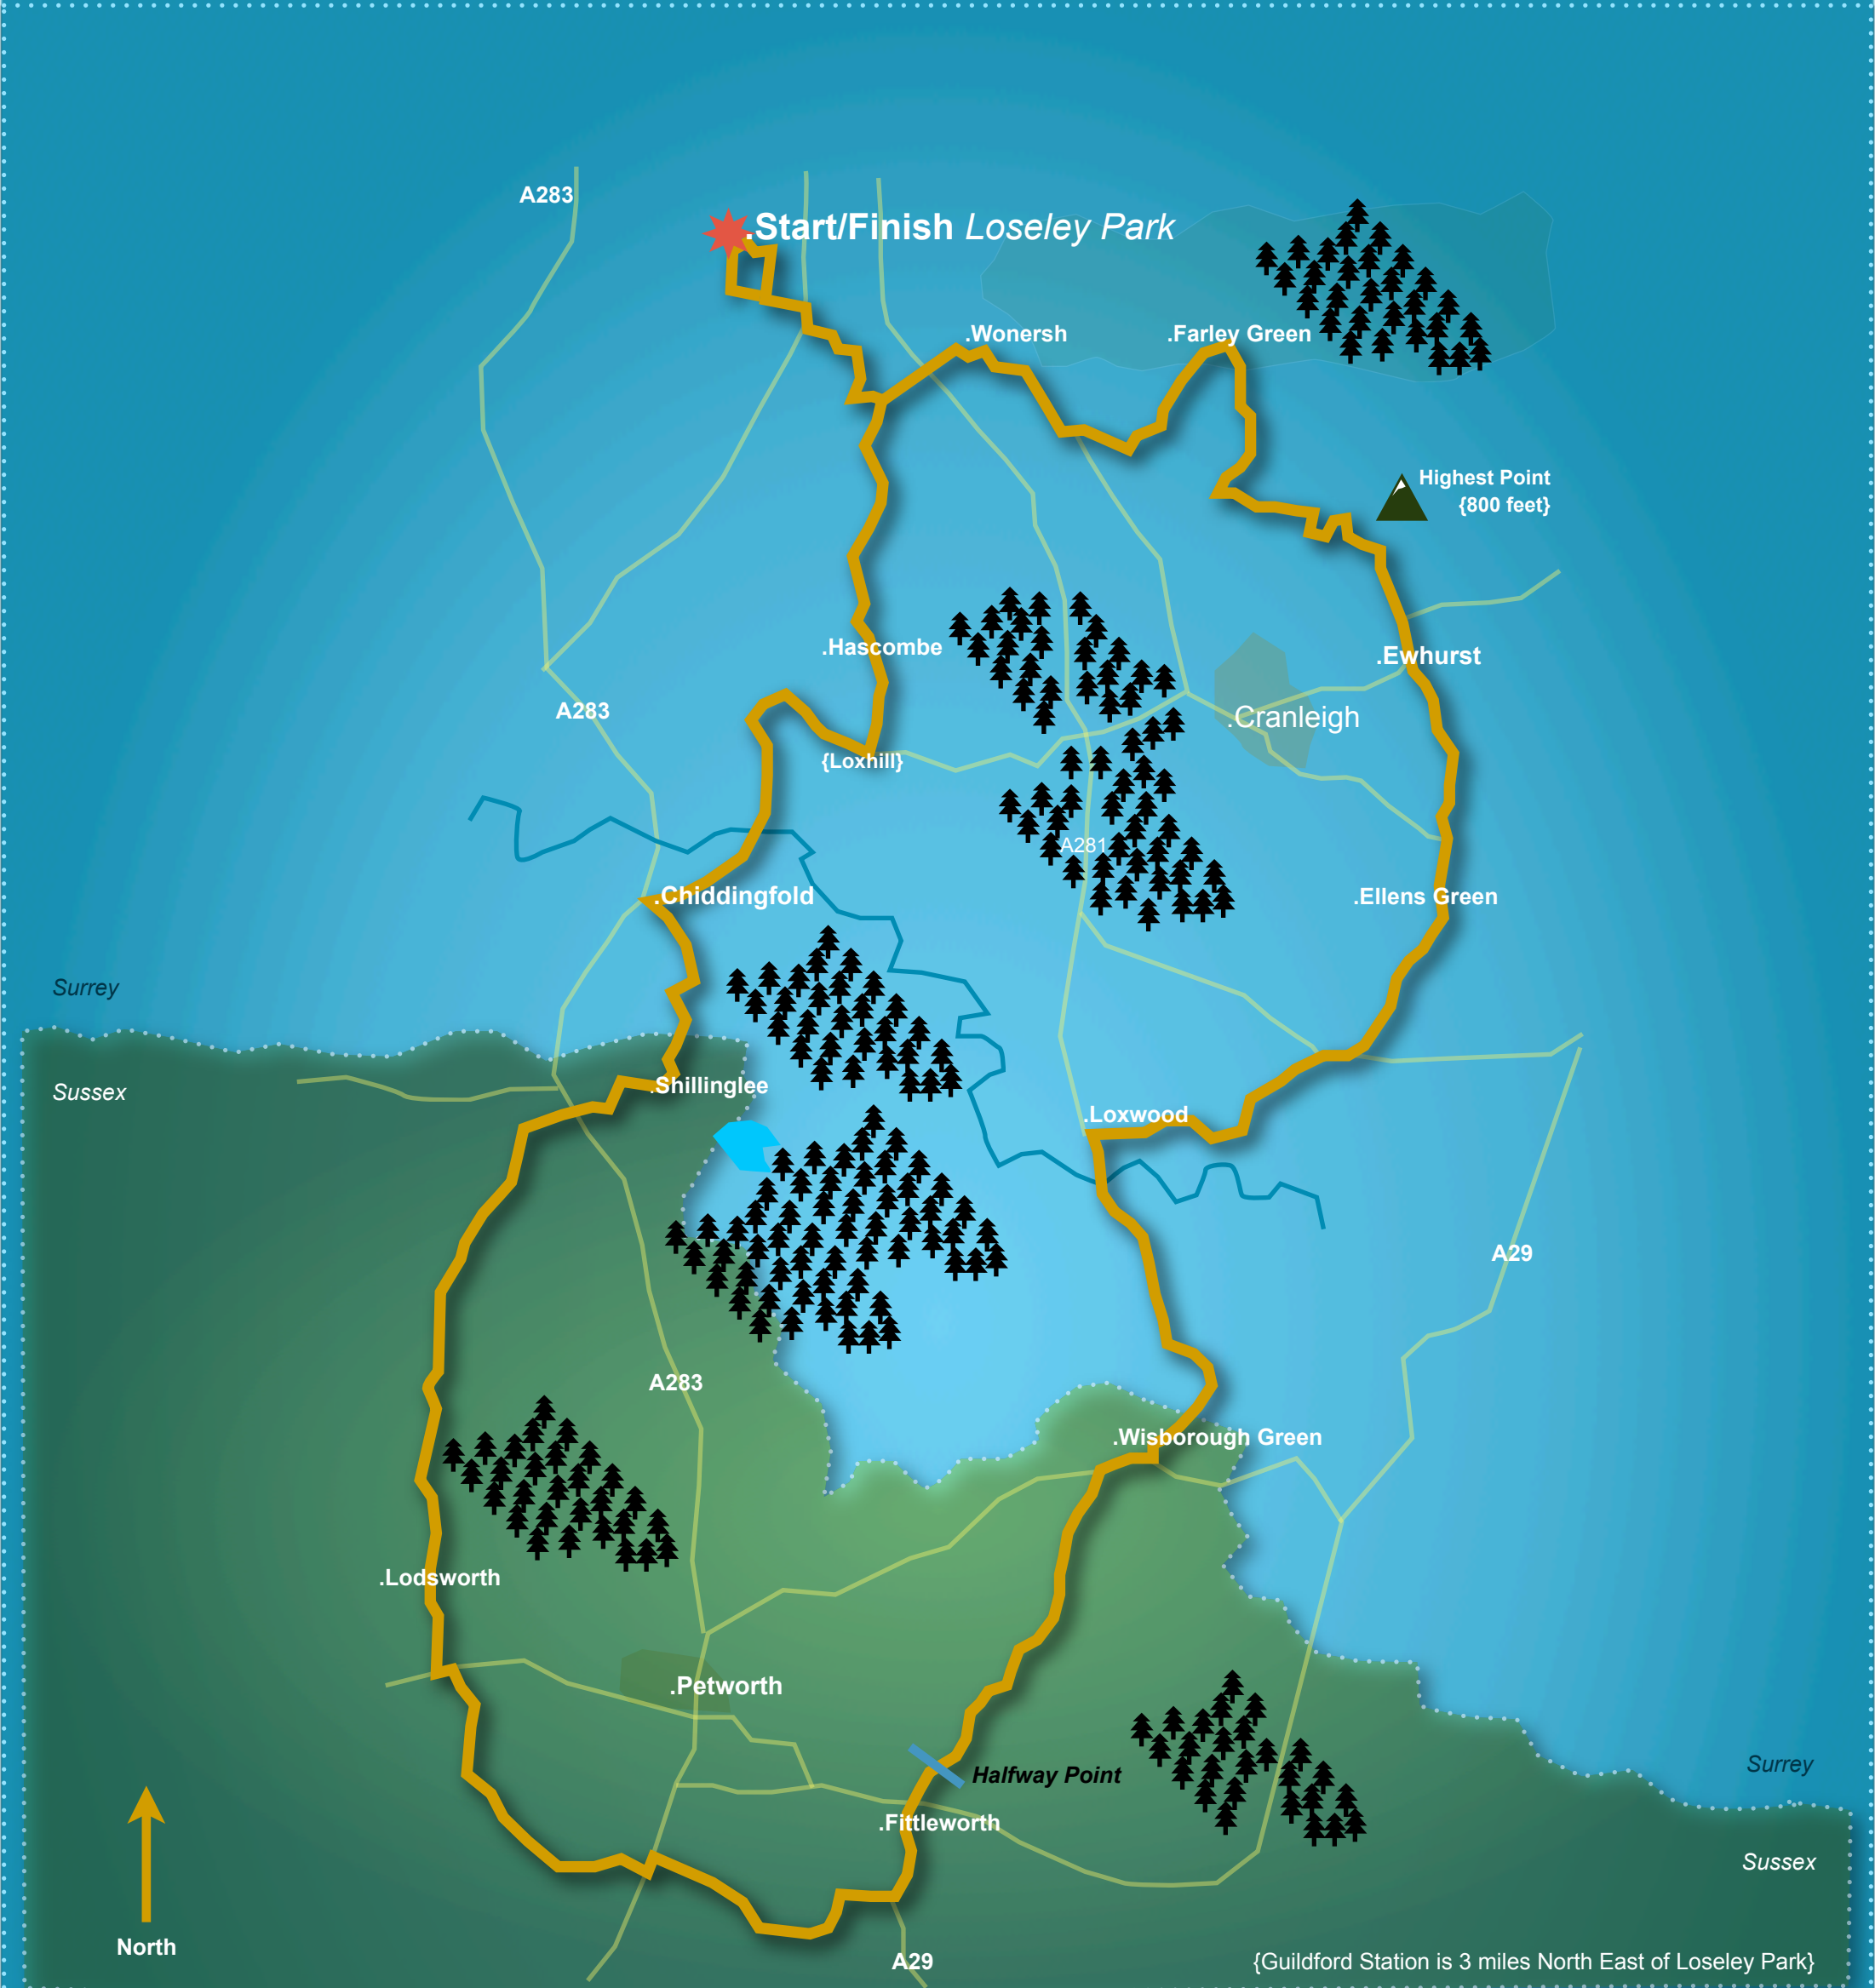 A283
.Start/Finish Loseley Park
.Wonersh
.Farley Green
Highest Point
{800 feet}
.Hascombe
.Ewhurst
A283
.Cranleigh
{Loxhill}
A281
.Chiddingfold
.Ellens Green
Surrey
.Shillinglee
Sussex
.Loxwood
A29
A283
.Wisborough Green
.Lodsworth
.Petworth
Halfway Point
Surrey
.Fittleworth
Sussex
North
A29
{Guildford Station is 3 miles North East of Loseley Park}